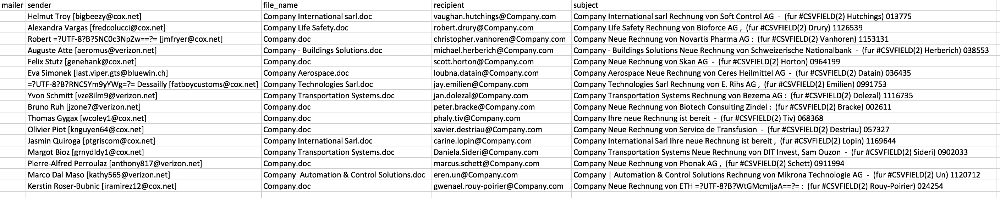 mailer sender file_name recipient subject
Helmut Troy [bigbeezy@cox.net] Company International sarl.doc vaughan.hutchings@Company.com Company International sarl Rechnung von Soft Control AG - (fur #CSVFIELD(2) Hutchings) 013775
Alexandra Vargas [fredcolucci@cox.net] Company Life Safety.doc robert.drury@Company.com Company Life Safety Rechnung von Bioforce AG , (fur #CSVFIELD(2) Drury) 1126539
Robert =?UTF-8?B?SNC0c3NpZw==?= [jmfryer@cox.net] Company.doc christopher.vanhoren@Company.com Company Neue Rechnung von Novartis Pharma AG : (fur #CSVFIELD(2) Vanhoren) 1153131
Auguste Atte [aeromus@verizon.net] Company - Buildings Solutions.doc michael.herberich@Company.com Company - Buildings Solutions Neue Rechnung von Schweizerische Nationalbank - (fur #CSVFIELD(2) Herberich) 038553
Felix Stutz [genehank@cox.net] Company.doc scott.horton@Company.com Company Neue Rechnung von Skan AG - (fur #CSVFIELD(2) Horton) 0964199
Eva Simonek [last.viper.gts@bluewin.ch] Company Aerospace.doc loubna.datain@Company.com Company Aerospace Neue Rechnung von Ceres Heilmittel AG - (fur #CSVFIELD(2) Datain) 036435
=?UTF-8?B?RNC5Ym9yYWg=?= Dessailly [fatboycustoms@cox.net] Company Technologies Sarl.doc jay.emilien@Company.com Company Technologies Sarl Rechnung von E. Rihs AG , (fur #CSVFIELD(2) Emilien) 0991753
Yvon Schmitt [vze8ilm9@verizon.net] Company Transportation Systems.doc jan.dolezal@Company.com Company Transportation Systems Rechnung von Bezema AG : (fur #CSVFIELD(2) Dolezal) 1116735
Bruno Ruh [jzone7@verizon.net] Company.doc peter.bracke@Company.com Company Neue Rechnung von Biotech Consulting Zindel : (fur #CSVFIELD(2) Bracke) 002611
Thomas Gygax [wcoley1@cox.net] Company.doc phaly.tiv@Company.com Company Ihre neue Rechnung ist bereit - (fur #CSVFIELD(2) Tiv) 068368
Olivier Piot [knguyen64@cox.net] Company.doc xavier.destriau@Company.com Company Neue Rechnung von Service de Transfusion - (fur #CSVFIELD(2) Destriau) 057327
Jasmin Quiroga [ptgriscom@cox.net] Company International Sarl.doc carine.lopin@Company.com Company International Sarl Ihre neue Rechnung ist bereit , (fur #CSVFIELD(2) Lopin) 1169644
Margot Bioz [grnydldy1@cox.net] Company Transportation Systems.doc Daniela.Sideri@Company.com Company Transportation Systems Neue Rechnung von DIT Invest, Sam Ouzon - (fur #CSVFIELD(2) Sideri) 0902033
Pierre-Alfred Perroulaz [anthony817@verizon.net] Company.doc marcus.schett@Company.com Company Neue Rechnung von Phonak AG , (fur #CSVFIELD(2) Schett) 0911994
Marco Dal Maso [kathy565@verizon.net] Company  Automation & Control Solutions.doc eren.un@Company.com Company | Automation & Control Solutions Rechnung von Mikrona Technologie AG - (fur #CSVFIELD(2) Un) 1120712
Kerstin Roser-Bubnic [iramirez12@cox.net] Company.doc gwenael.rouy-poirier@Company.com Company Neue Rechnung von ETH =?UTF-8?B?WtGMcmljaA==?= : (fur #CSVFIELD(2) Rouy-Poirier) 024254